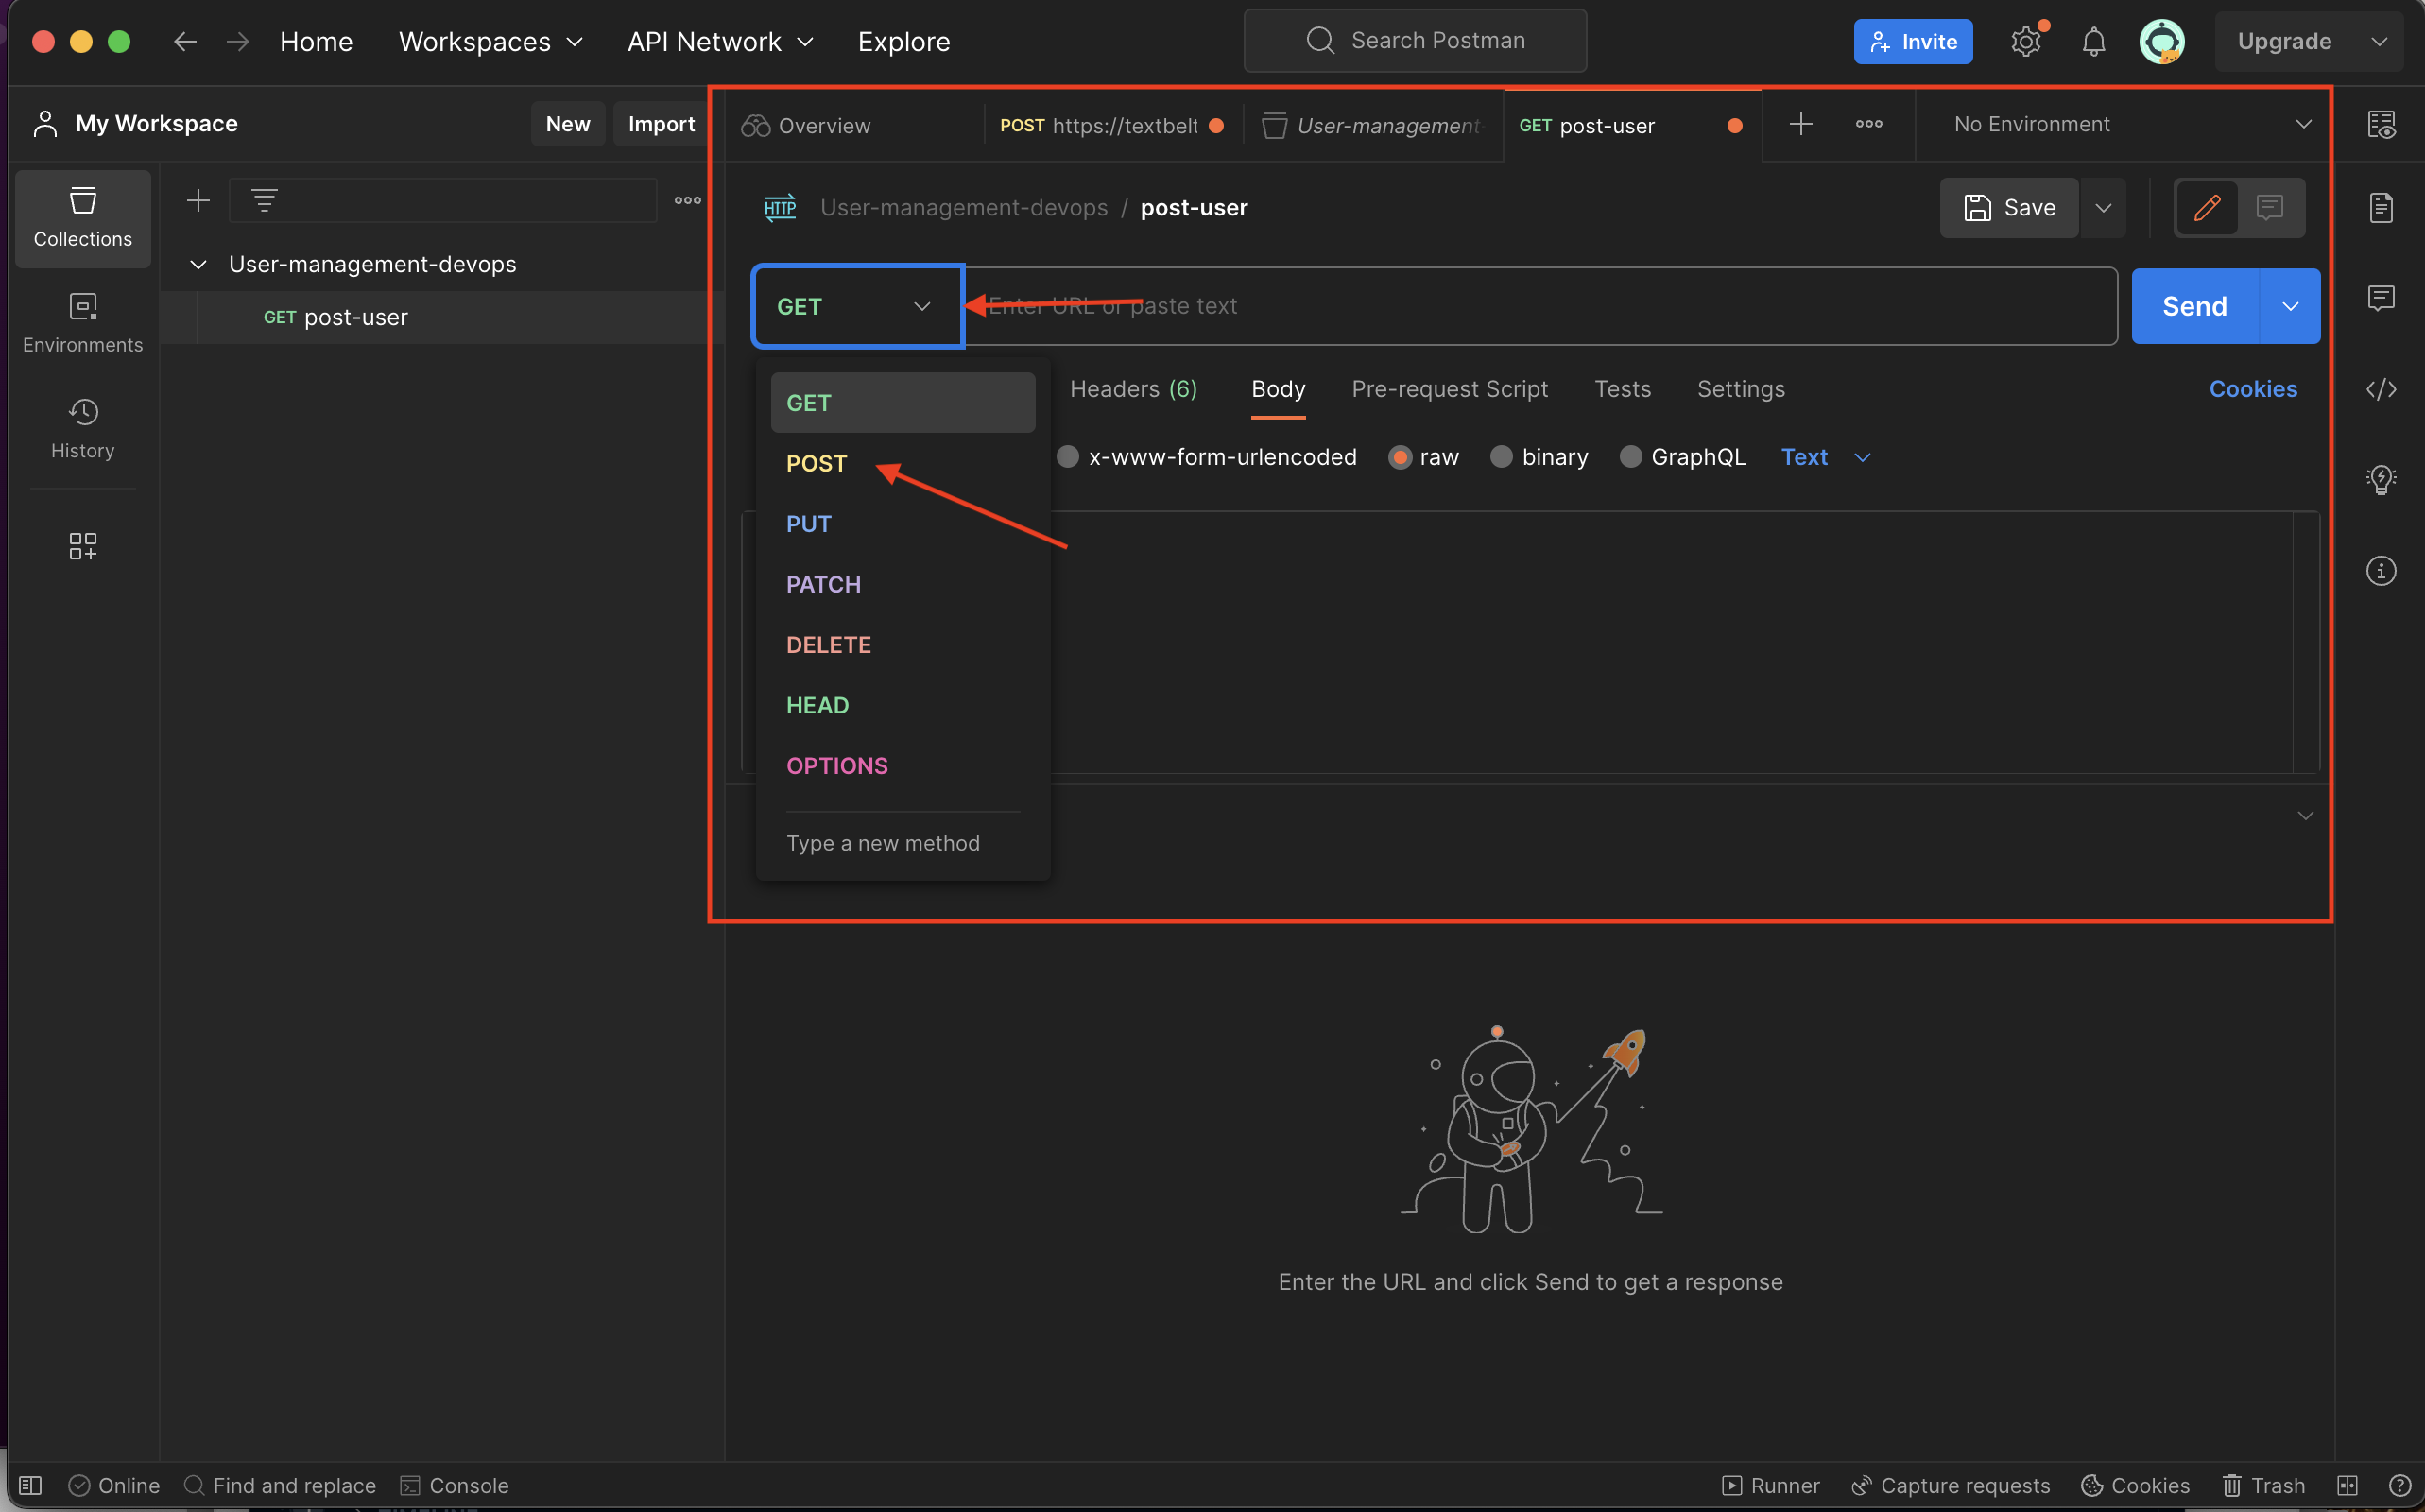 Home Workspaces API Network Explore Search Postman Invite Upgrade
My Workspace New Import Overview POST https://textbelt User-management- GET post-user No Environment
Collections
User-management-devops / post-user Save
User-management-devops
GET post-user
Environments
GET Enter URL or paste text Send
Headers (6) Body Pre-request Script Tests Settings Cookies
GET
History
x-www-form-urlencoded raw binary GraphQL Text
POST
PUT
PATCH
DELETE
HEAD
OPTIONS
Type a new method
Enter the URL and click Send to get a response
Online Find and replace Console Runner Capture requests Cookies Trash